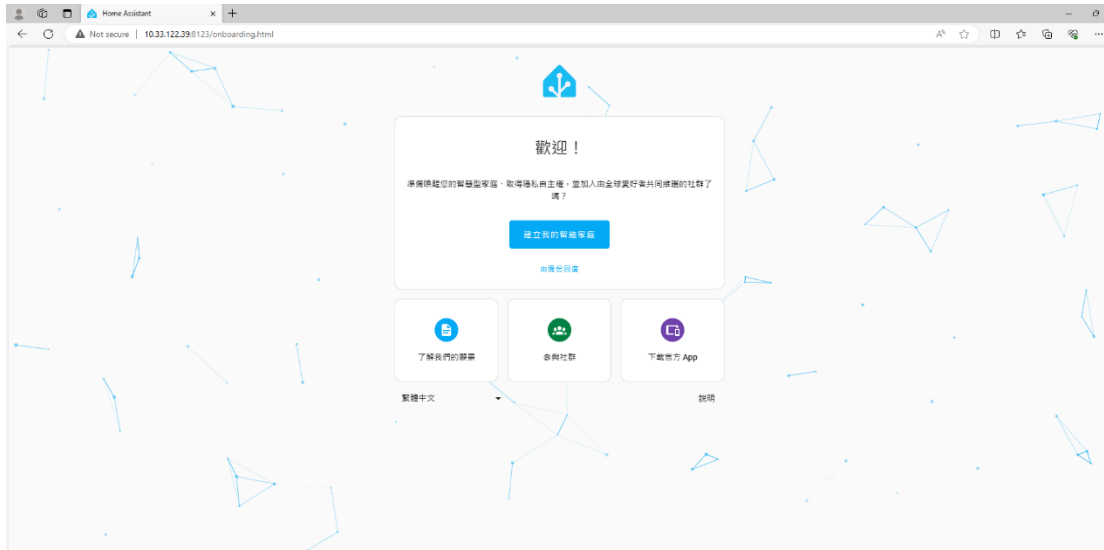 Home Assistant
Not secure 10.33.122.39:8123/onboarding.html
歡迎！
準備喚醒您的智慧型家庭、取得隱私自主權，並加入由全球愛好者共同維護的社群了
嗎？
建立我的智能家庭
由備份回復
了解我們的願景
參與社群
下載官方 App
繁體中文
說明